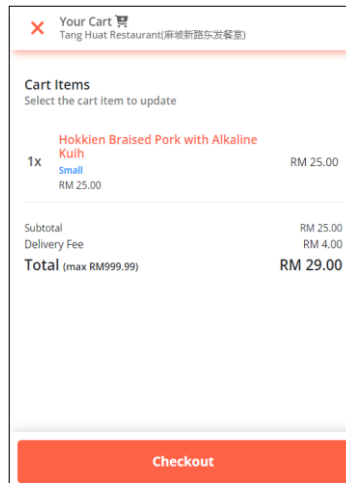 Your Cart
Tang Huat Restaurant(麻坡新路东发餐室)
Cart Items
Select the cart item to update
1x Hokkien Braised Pork with Alkaline Kuih RM 25.00
Small
RM 25.00
Subtotal RM 25.00
Delivery Fee RM 4.00
Total (max RM999.99) RM 29.00
Checkout